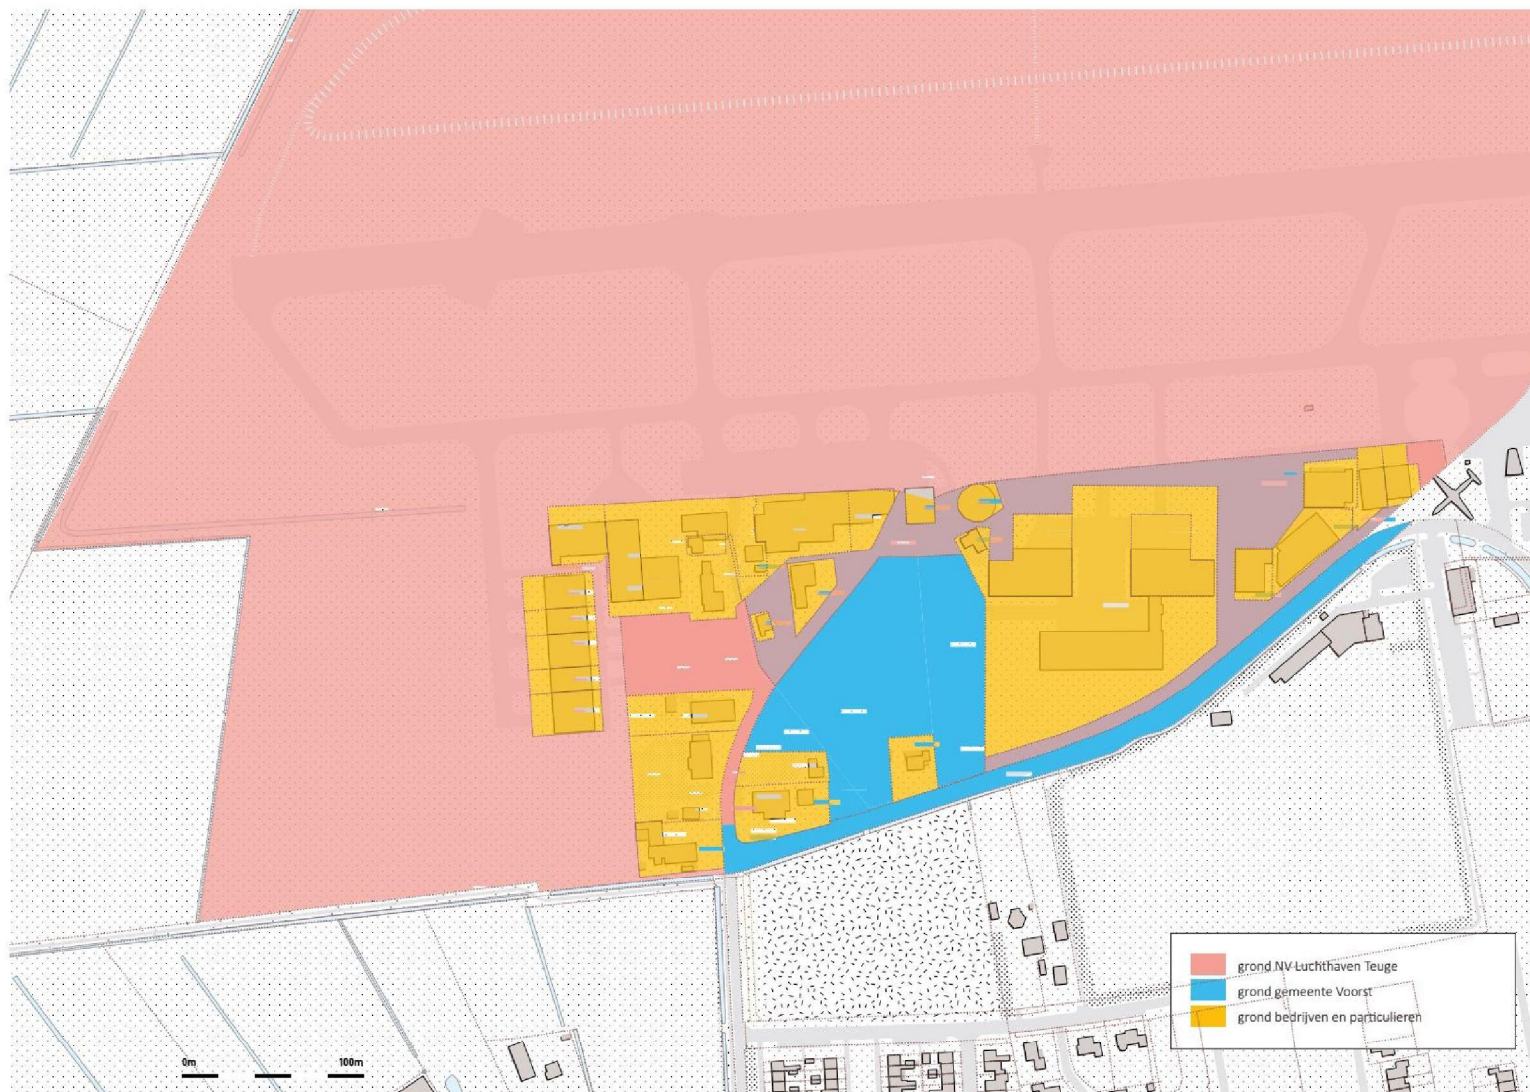 grond NV Luchthaven Teuge
grond gemeente Voorst
grond bedrijven en particulieren
0m 100m